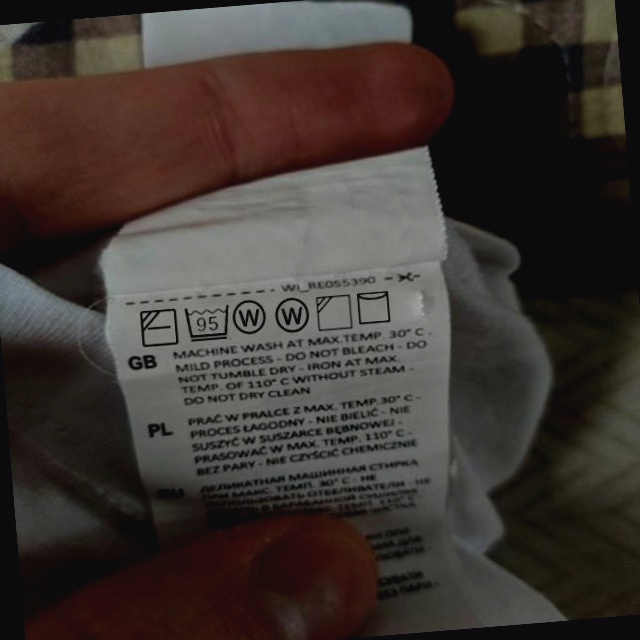 WI_RE055390
95 W W
GB MACHINE WASH AT MAX.TEMP. 30° C -
MILD PROCESS - DO NOT BLEACH - DO
NOT TUMBLE DRY - IRON AT MAX.
TEMP. OF 110° C WITHOUT STEAM -
DO NOT DRY CLEAN
PL PRAĆ W PRALCE Z MAX. TEMP.30° C -
PROCES ŁAGODNY - NIE BIELIĆ - NIE
SUSZYĆ W SUSZARCE BĘBNOWEJ -
PRASOWAĆ W MAX. TEMP. 110° C -
BEZ PARY - NIE CZYŚCIĆ CHEMICZNIE
RU ДЕЛИКАТНАЯ МАШИННАЯ СТИРКА
ПРИ МАКС. ТЕМП. 30° C - НЕ
ОТБЕЛИВАТЕЛИ - НЕ